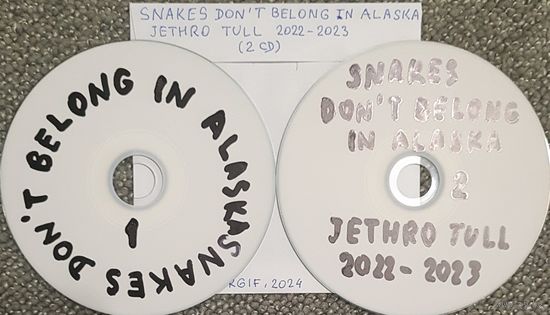 SNAKES DON'T BELONG IN ALASKA
JETHRO TULL 2022-2023
(2 CD)
SNAKES DON'T BELONG IN ALASKA
1
SNAKES
DON'T BELONG
IN ALASKA
2
JETHRO TULL
2022-2023
RGIF, 2024